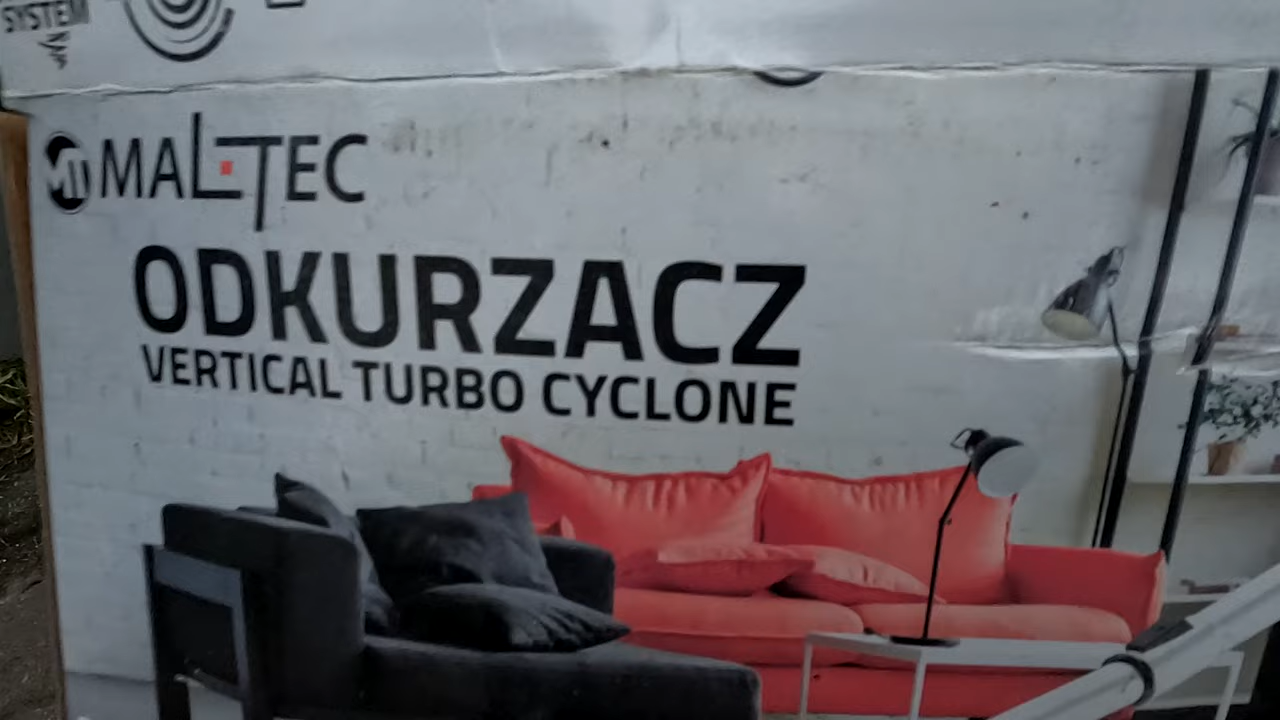 SYSTEM
MALTEC
ODKURZACZ
VERTICAL TURBO CYCLONE